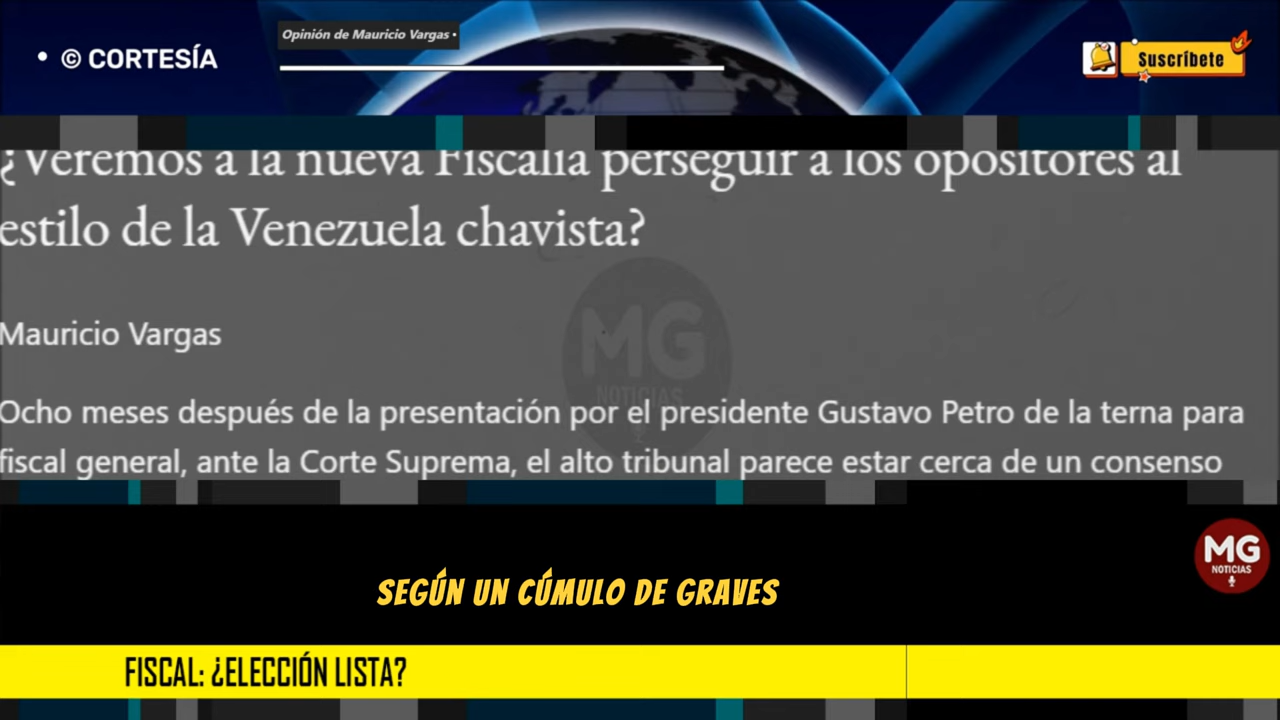 Opinión de Mauricio Vargas •
• © CORTESÍA
Suscríbete
¿Veremos a la nueva Fiscalía perseguir a los opositores al
estilo de la Venezuela chavista?
Mauricio Vargas
MG
NOTICIAS
Ocho meses después de la presentación por el presidente Gustavo Petro de la terna para
fiscal general, ante la Corte Suprema, el alto tribunal parece estar cerca de un consenso
MG
NOTICIAS
SEGÚN UN CÚMULO DE GRAVES
FISCAL: ¿ELECCIÓN LISTA?